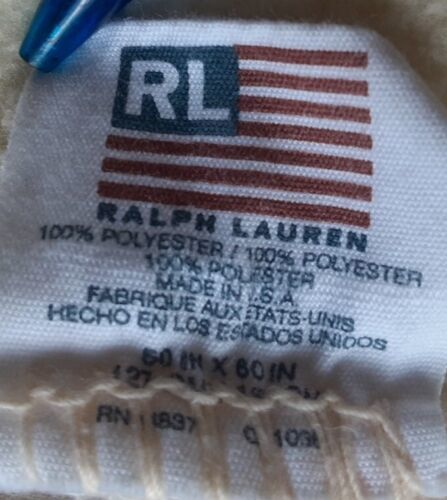 RL
RALPH LAUREN
100% POLYESTER / 100% POLYESTER
100% POLYESTER
MADE IN U.S.A.
FABRIQUE AUX ETATS-UNIS
HECHO EN LOS ESTADOS UNIDOS
50 IN X 60 IN
RN